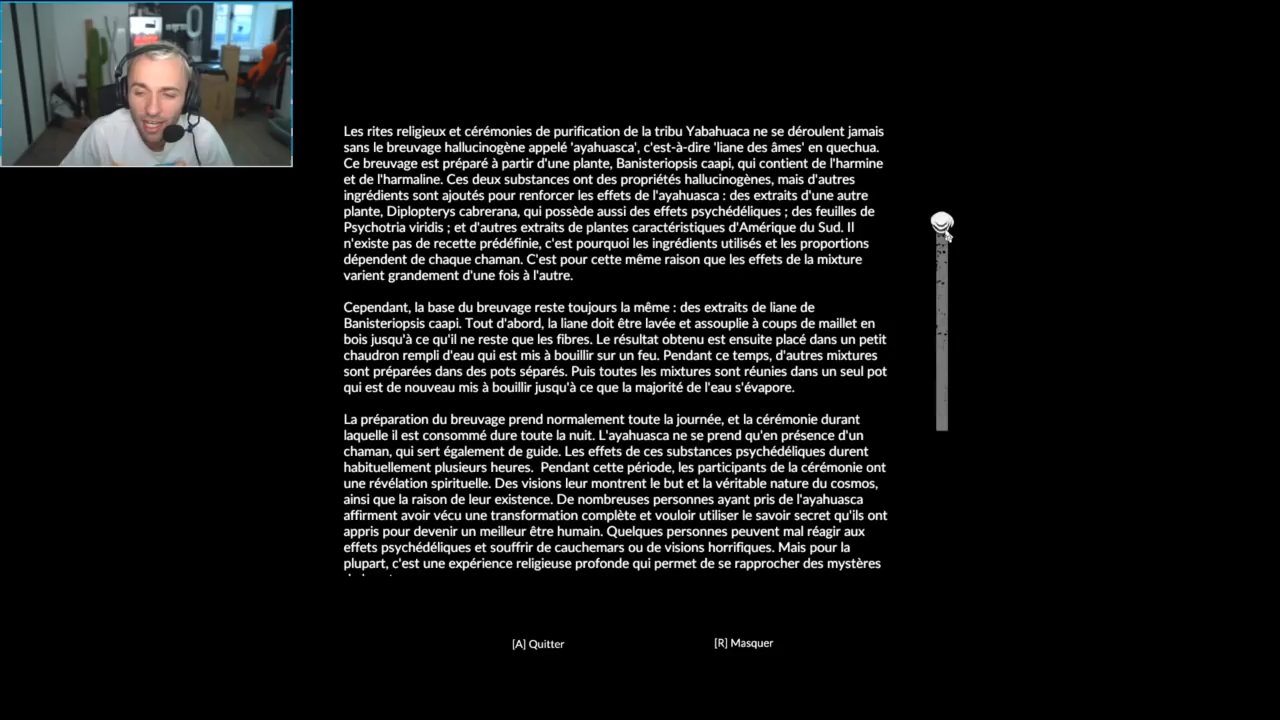 Les rites religieux et cérémonies de purification de la tribu Yabahuaca ne se déroulent jamais
sans le breuvage hallucinogène appelé 'ayahuasca', c'est-à-dire 'liane des âmes' en quechua.
Ce breuvage est préparé à partir d'une plante, Banisteriopsis caapi, qui contient de l'harmine
et de l'harmaline. Ces deux substances ont des propriétés hallucinogènes, mais d'autres
ingrédients sont ajoutés pour renforcer les effets de l'ayahuasca : des extraits d'une autre
plante, Diplopterys cabrerana, qui possède aussi des effets psychédéliques ; des feuilles de
Psychotria viridis ; et d'autres extraits de plantes caractéristiques d'Amérique du Sud. Il
n'existe pas de recette prédéfinie, c'est pourquoi les ingrédients utilisés et les proportions
dépendent de chaque chaman. C'est pour cette même raison que les effets de la mixture
varient grandement d'une fois à l'autre.
Cependant, la base du breuvage reste toujours la même : des extraits de liane de
Banisteriopsis caapi. Tout d'abord, la liane doit être lavée et assouplie à coups de maillet en
bois jusqu'à ce qu'il ne reste que les fibres. Le résultat obtenu est ensuite placé dans un petit
chaudron rempli d'eau qui est mis à bouillir sur un feu. Pendant ce temps, d'autres mixtures
sont préparées dans des pots séparés. Puis toutes les mixtures sont réunies dans un seul pot
qui est de nouveau mis à bouillir jusqu'à ce que la majorité de l'eau s'évapore.
La préparation du breuvage prend normalement toute la journée, et la cérémonie durant
laquelle il est consommé dure toute la nuit. L'ayahuasca ne se prend qu'en présence d'un
chaman, qui sert également de guide. Les effets de ces substances psychédéliques durent
habituellement plusieurs heures.  Pendant cette période, les participants de la cérémonie ont
une révélation spirituelle. Des visions leur montrent le but et la véritable nature du cosmos,
ainsi que la raison de leur existence. De nombreuses personnes ayant pris de l'ayahuasca
affirment avoir vécu une transformation complète et vouloir utiliser le savoir secret qu'ils ont
appris pour devenir un meilleur être humain. Quelques personnes peuvent mal réagir aux
effets psychédéliques et souffrir de cauchemars ou de visions horrifiques. Mais pour la
plupart, c'est une expérience religieuse profonde qui permet de se rapprocher des mystères
[A] Quitter
[R] Masquer